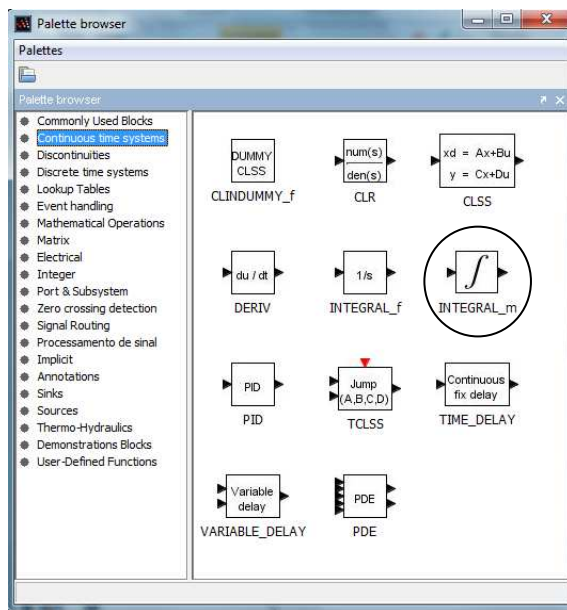 Palette browser
Palettes
Palette browser
Commonly Used Blocks
Continuous time systems
Discontinuities
Discrete time systems
Lookup Tables
Event handling
Mathematical Operations
Matrix
Electrical
Integer
Port & Subsystem
Zero crossing detection
Signal Routing
Processamento de sinal
Implicit
Annotations
Sinks
Sources
Thermo-Hydraulics
Demonstrations Blocks
User-Defined Functions
DUMMY
CLSS
CLINDUMMY_f
num(s)
den(s)
CLR
xd = Ax+Bu
y = Cx+Du
CLSS
du / dt
DERIV
1/s
INTEGRAL_f
∫
INTEGRAL_m
PID
PID
Jump
(A,B,C,D)
TCLSS
Continuous
fix delay
TIME_DELAY
Variable
delay
VARIABLE_DELAY
PDE
PDE